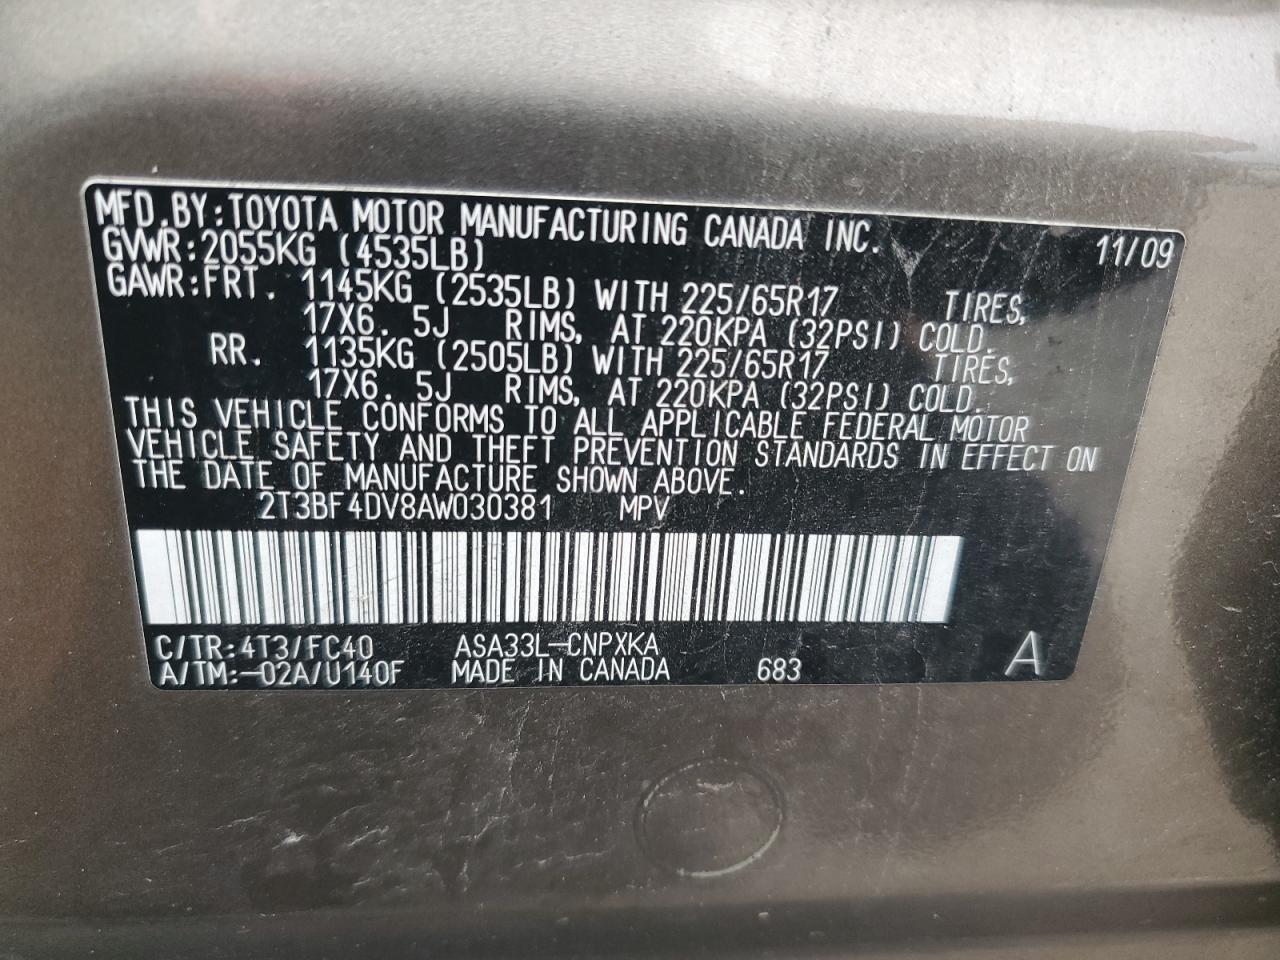 MFD.BY:TOYOTA MOTOR MANUFACTURING CANADA INC. 11/09
GVWR:2055KG (4535LB)
GAWR:FRT. 1145KG (2535LB) WITH 225/65R17 TIRES,
17X6. 5J RIMS, AT 220KPA (32PSI) COLD.
RR. 1135KG (2505LB) WITH 225/65R17 TIRES,
17X6. 5J RIMS, AT 220KPA (32PSI) COLD.
THIS VEHICLE CONFORMS TO ALL APPLICABLE FEDERAL MOTOR
VEHICLE SAFETY AND THEFT PREVENTION STANDARDS IN EFFECT ON
THE DATE OF MANUFACTURE SHOWN ABOVE.
2T3BF4DV8AW030381 MPV
C/TR:4T3/FC40 ASA33L-CNPXKA
A/TM:-02A/U140F MADE IN CANADA 683 A